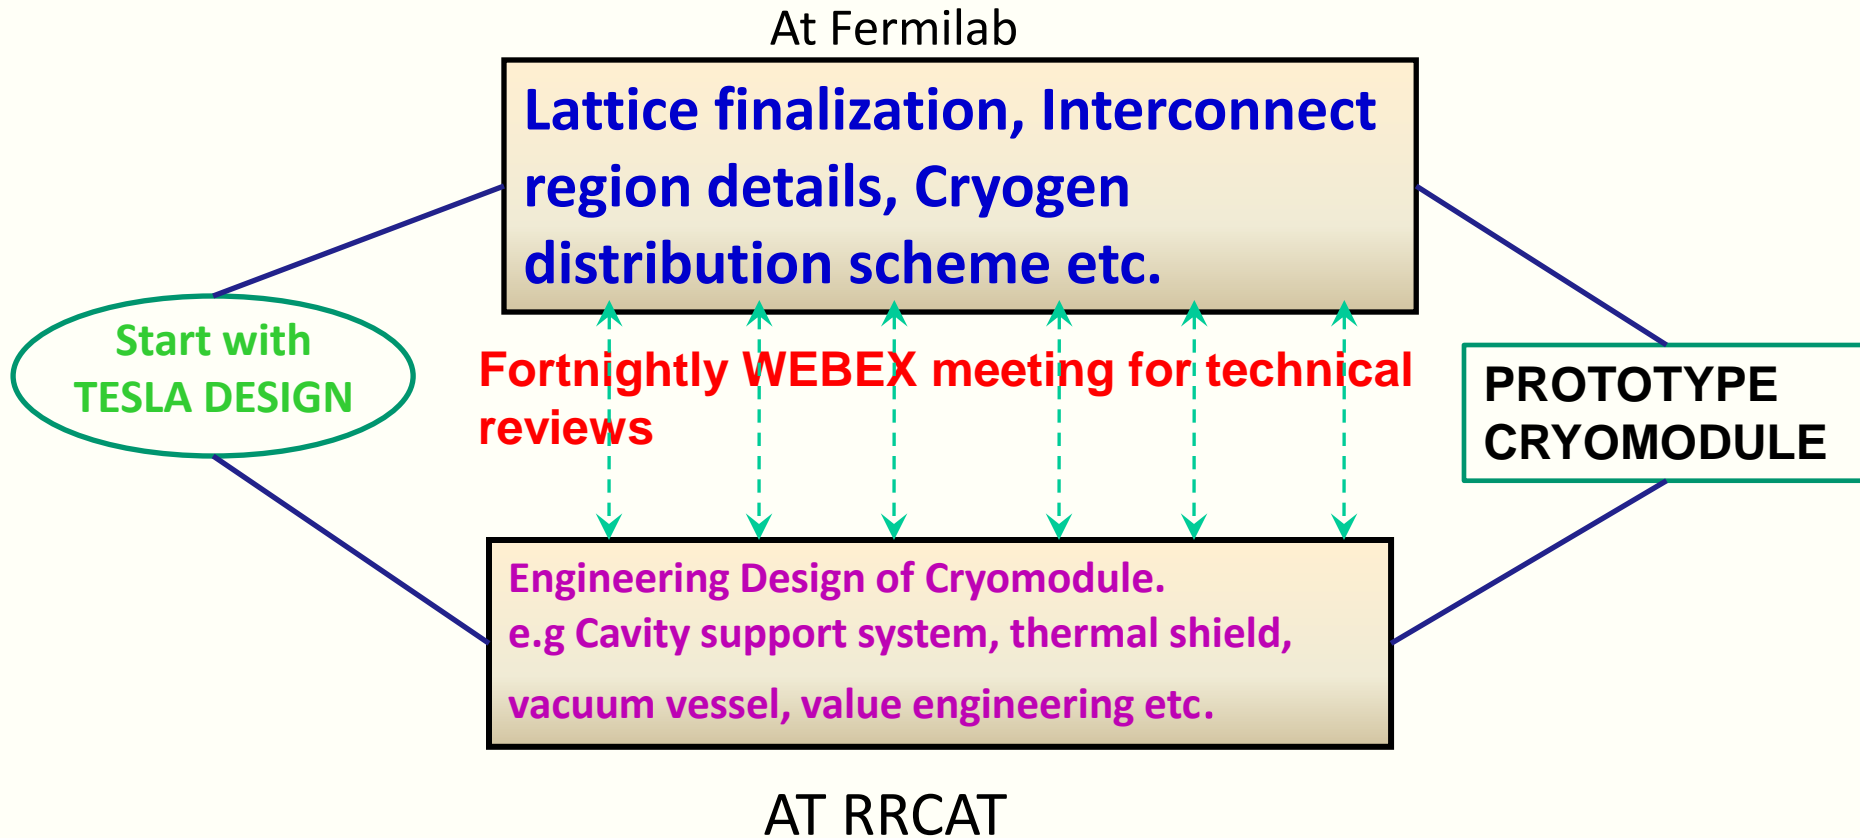 At Fermilab
Lattice finalization, Interconnect
region details, Cryogen
distribution scheme etc.
Start with
TESLA DESIGN
Fortnightly WEBEX meeting for technical
reviews
PROTOTYPE
CRYOMODULE
Engineering Design of Cryomodule.
e.g Cavity support system, thermal shield,
vacuum vessel, value engineering etc.
AT RRCAT